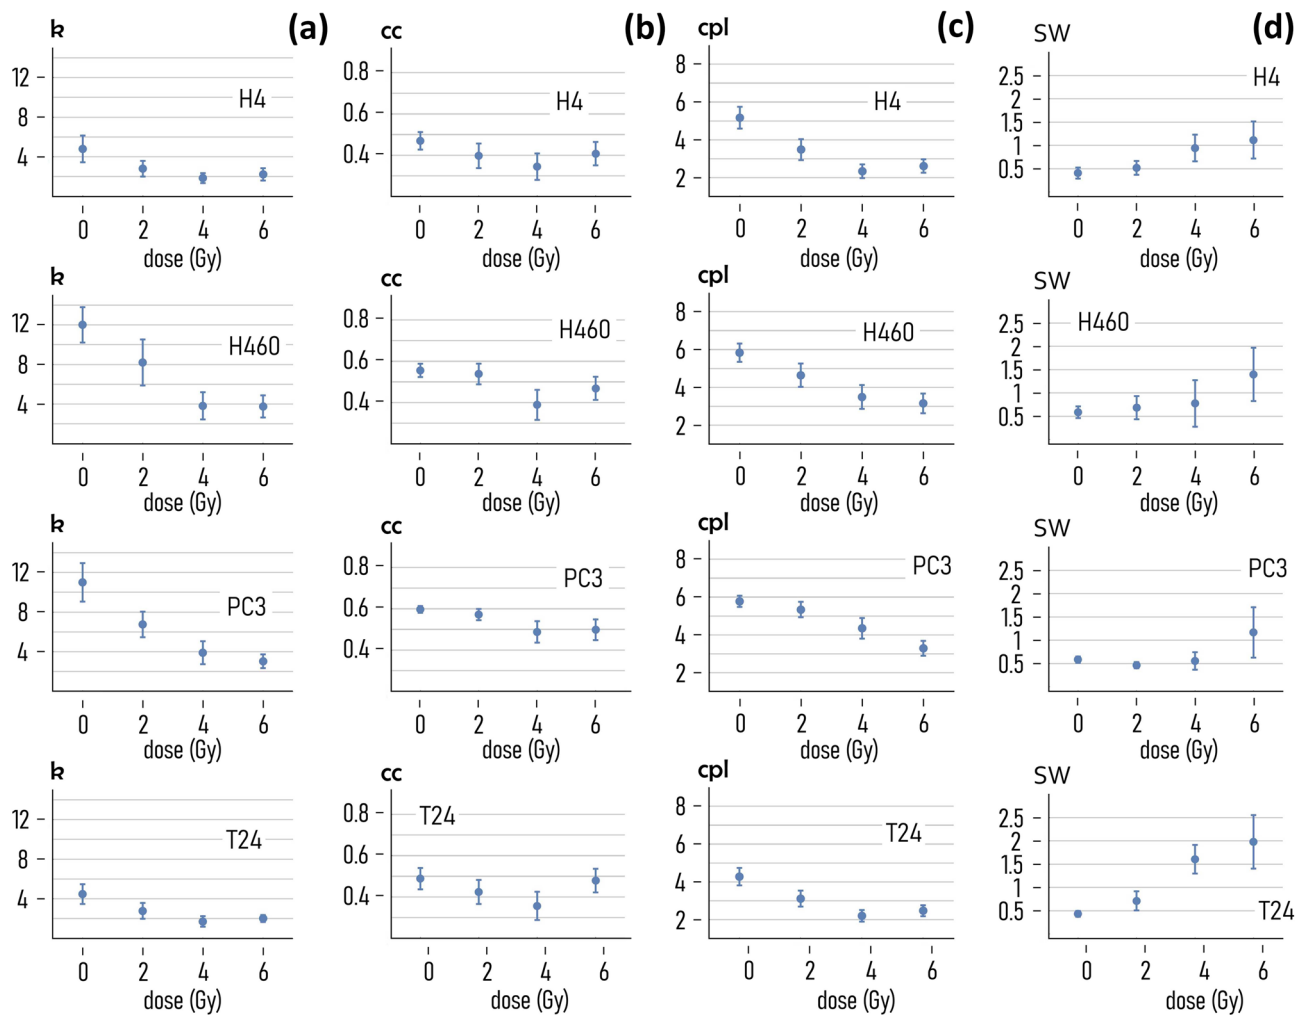 k (a) cc (b) cpl (c) SW (d)
12 0.8 8 2.5
H4 H4 H4 H4
8 0.6 6 2
4 0.4 4 1.5
2 1
0.5
0 2 4 6 0 2 4 6 0 2 4 6 0 2 4 6
dose (Gy) dose (Gy) dose (Gy) dose (Gy)
k cc cpl SW
12 0.8 8 2.5
H460 H460 H460 H460
8 0.6 6 2
4 0.4 4 1.5
2 1
0.5
0 2 4 6 0 2 4 6 0 2 4 6 0 2 4 6
dose (Gy) dose (Gy) dose (Gy) dose (Gy)
k cc cpl SW
12 0.8 8 2.5
PC3 PC3 PC3 PC3
8 0.6 6 2
4 0.4 4 1.5
2 1
0.5
0 2 4 6 0 2 4 6 0 2 4 6 0 2 4 6
dose (Gy) dose (Gy) dose (Gy) dose (Gy)
k cc cpl SW
12 0.8 8 2.5
T24 T24 T24 T24
8 0.6 6 2
4 0.4 4 1.5
2 1
0.5
0 2 4 6 0 2 4 6 0 2 4 6 0 2 4 6
dose (Gy) dose (Gy) dose (Gy) dose (Gy)